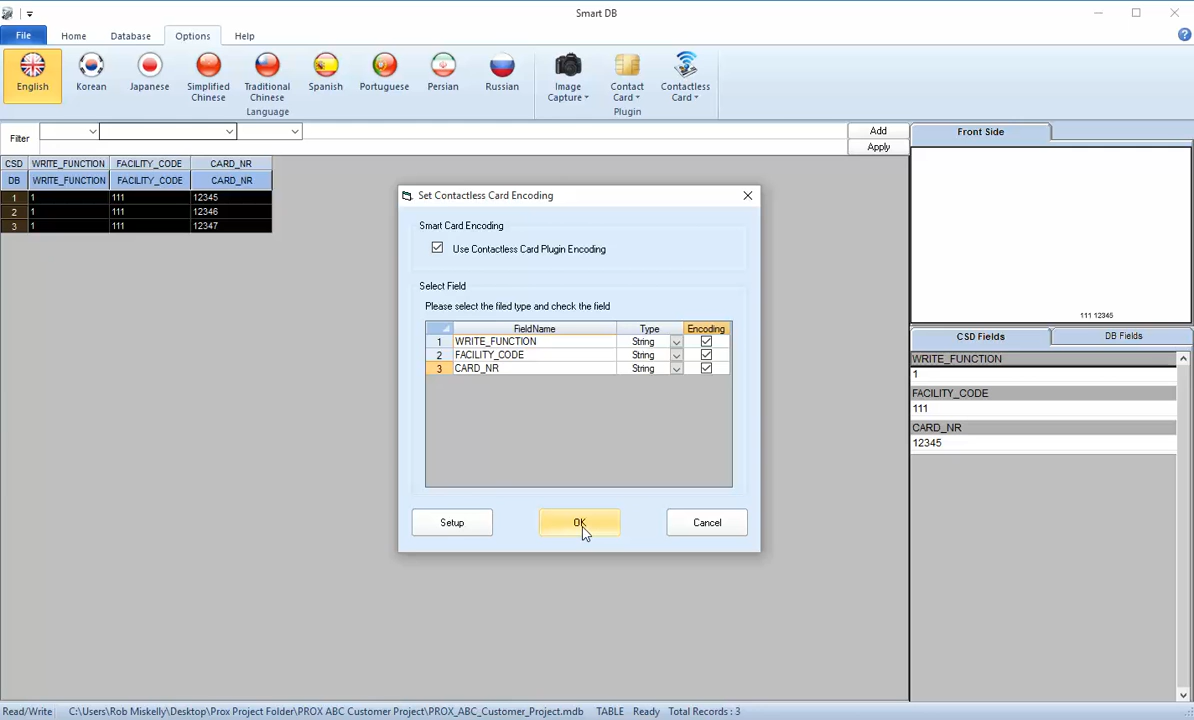 Smart DB
File Home Database Options Help
English Korean Japanese Simplified Chinese Traditional Chinese Spanish Portuguese Persian Russian Image Capture Contact Card Contactless Card
Language Plugin
Filter Add
Apply
CSD WRITE_FUNCTION FACILITY_CODE CARD_NR
DB WRITE_FUNCTION FACILITY_CODE CARD_NR
1 1 111 12345
2 1 111 12346
3 1 111 12347
Set Contactless Card Encoding
Smart Card Encoding
Use Contactless Card Plugin Encoding
Select Field
Please select the filed type and check the field
FieldName Type Encoding
1 WRITE_FUNCTION String
2 FACILITY_CODE String
3 CARD_NR String
Setup OK Cancel
Front Side
111 12345
CSD Fields DB Fields
WRITE_FUNCTION
1
FACILITY_CODE
111
CARD_NR
12345
Read/Write C:\Users\Rob Miskelly\Desktop\Prox Project Folder\PROX ABC Customer Project\PROX_ABC_Customer_Project.mdb TABLE Ready Total Records : 3